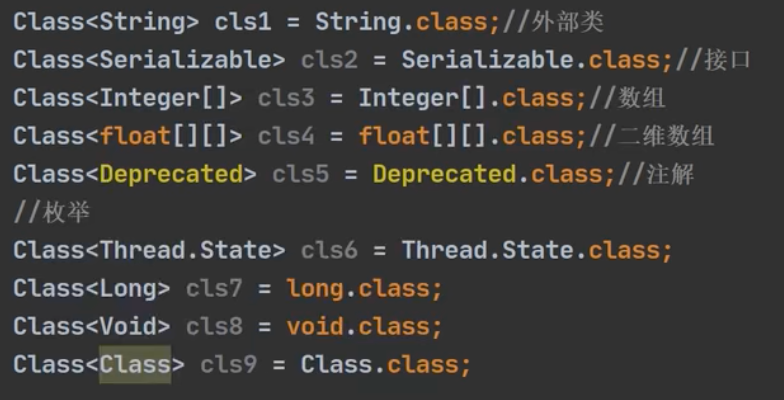 Class<String> cls1 = String.class;//外部类
Class<Serializable> cls2 = Serializable.class;//接口
Class<Integer[]> cls3 = Integer[].class;//数组
Class<float[][]> cls4 = float[][].class;//二维数组
Class<Deprecated> cls5 = Deprecated.class;//注解
//枚举
Class<Thread.State> cls6 = Thread.State.class;
Class<Long> cls7 = long.class;
Class<Void> cls8 = void.class;
Class<Class> cls9 = Class.class;